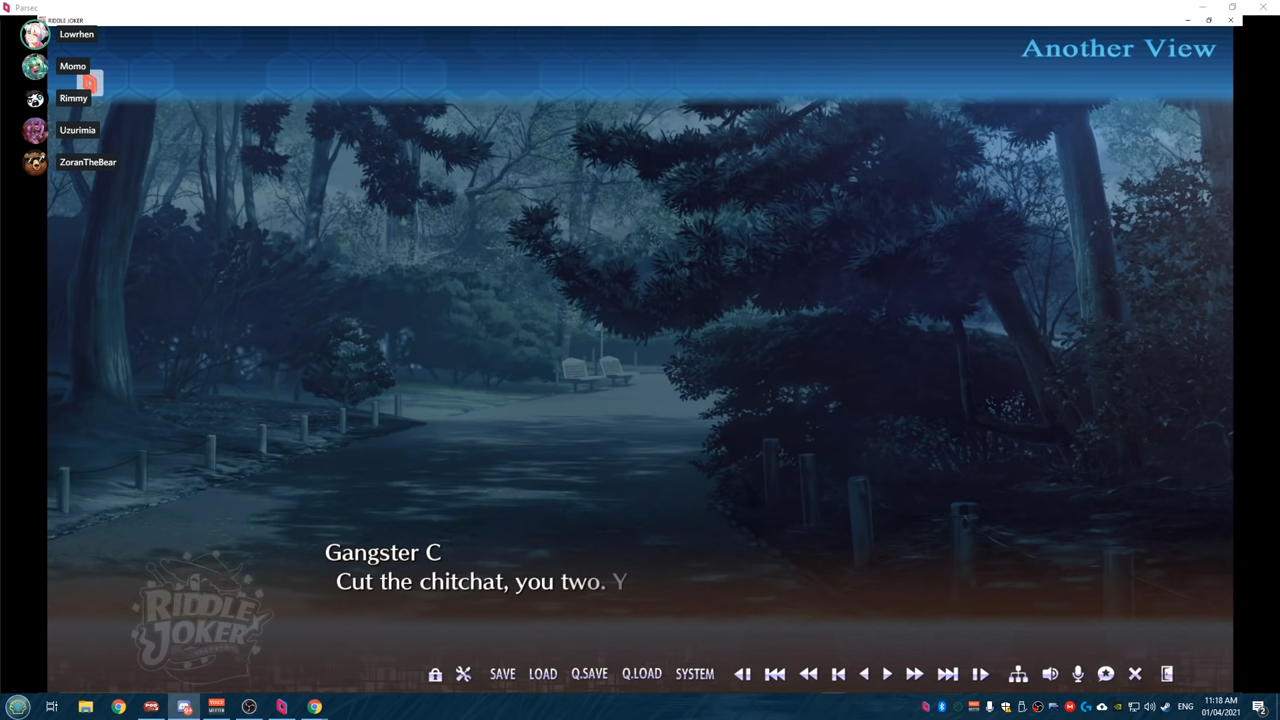 Parsec
RIDDLE JOKER
Lowrhen
Momo
Rimmy
Uzurimia
ZoranTheBear
Another View
Gangster C
Cut the chitchat, you two. Y
RIDDLE
JOKER
SAVE LOAD Q.SAVE Q.LOAD SYSTEM
ENG
11:18 AM
01/04/2021
2